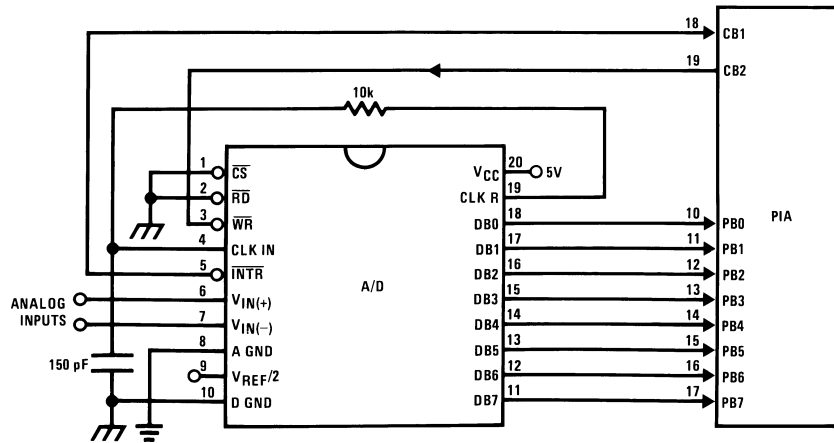 18 CB1
19 CB2
10k
1 CS 20 VCC 5V
2 RD 19 CLK R
3 WR 18 DB0 10 PB0
4 CLK IN 17 DB1 11 PB1
5 INTR 16 DB2 12 PB2
6 VIN(+) 15 DB3 13 PB3
7 VIN(−) 14 DB4 14 PB4
8 A GND 13 DB5 15 PB5
9 VREF/2 12 DB6 16 PB6
10 D GND 11 DB7 17 PB7
A/D
PIA
ANALOG
INPUTS
150 pF